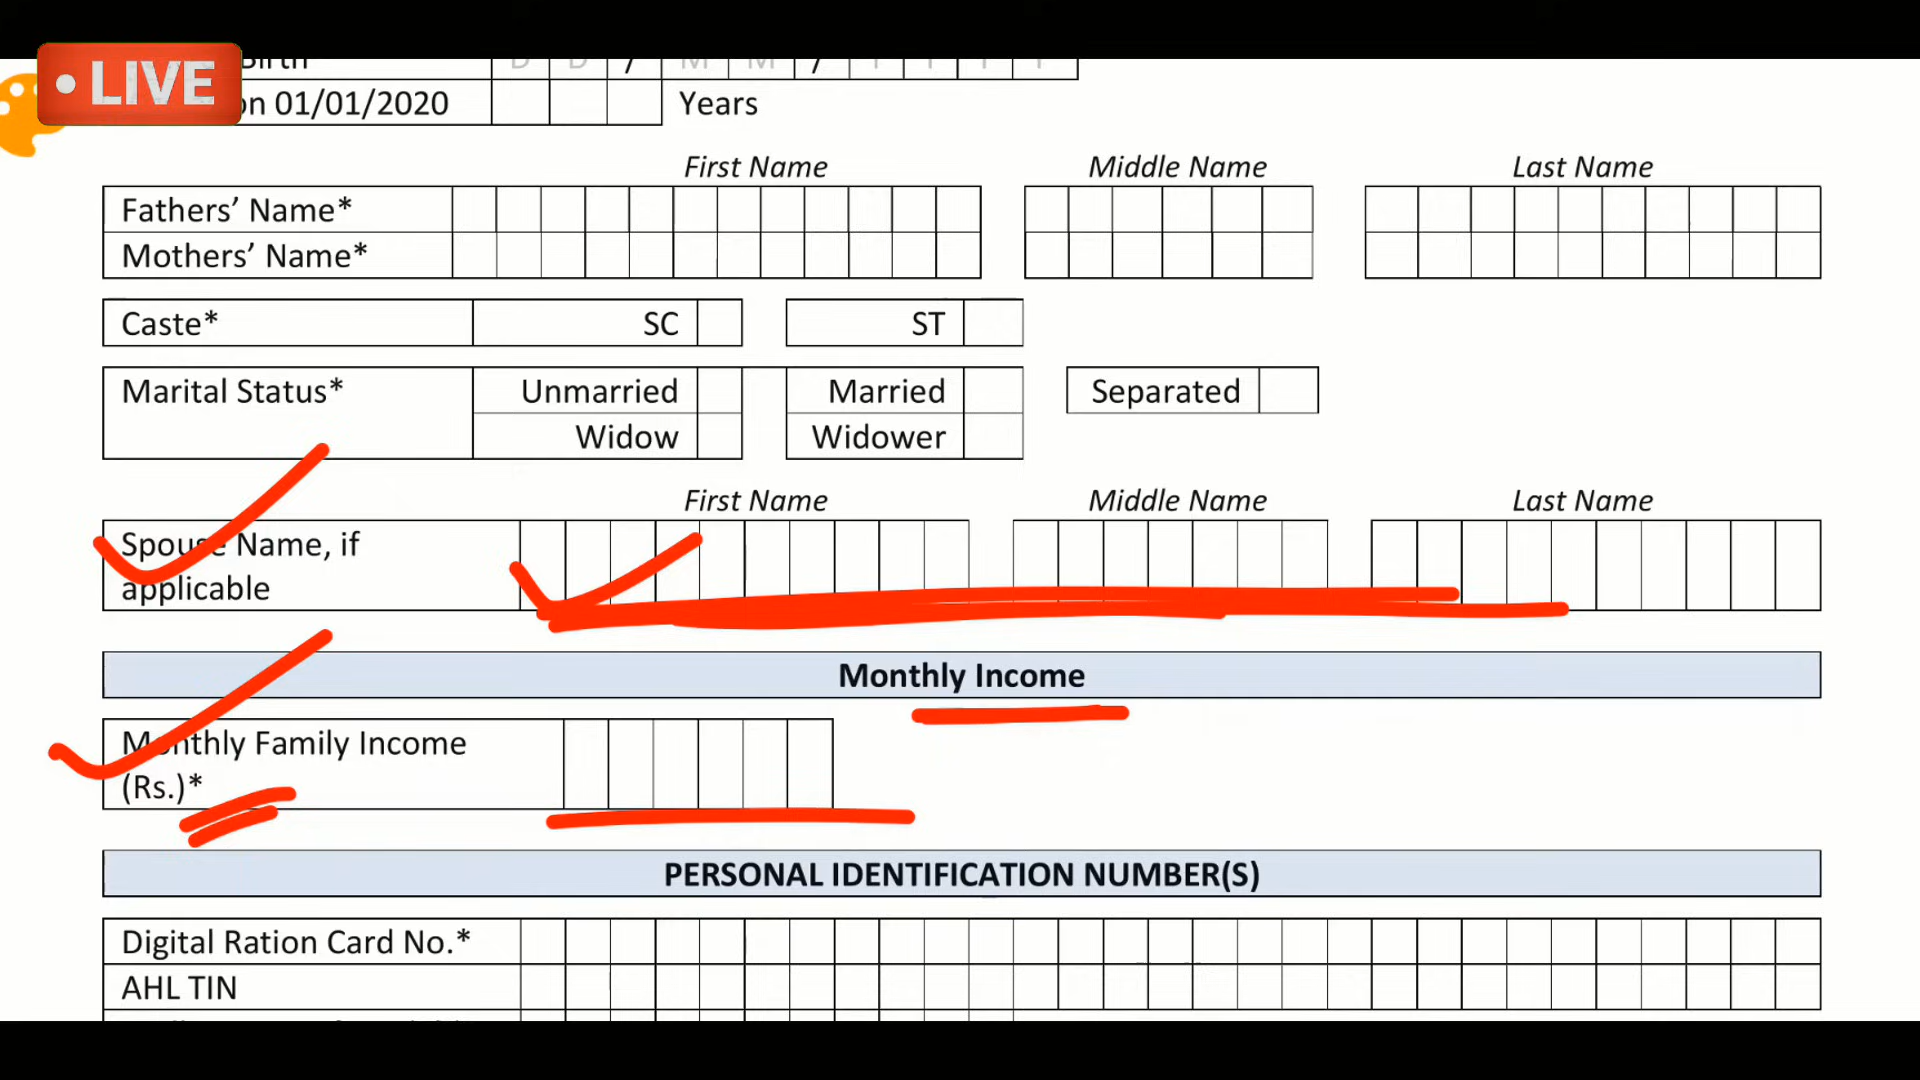 LIVE
Birth D D / M M / Y Y Y Y
on 01/01/2020 Years
First Name Middle Name Last Name
Fathers’ Name*
Mothers’ Name*
Caste* SC ST
Marital Status* Unmarried Married Separated
Widow Widower
First Name Middle Name Last Name
Spouse Name, if
applicable
Monthly Income
Monthly Family Income
(Rs.)*
PERSONAL IDENTIFICATION NUMBER(S)
Digital Ration Card No.*
AHL TIN